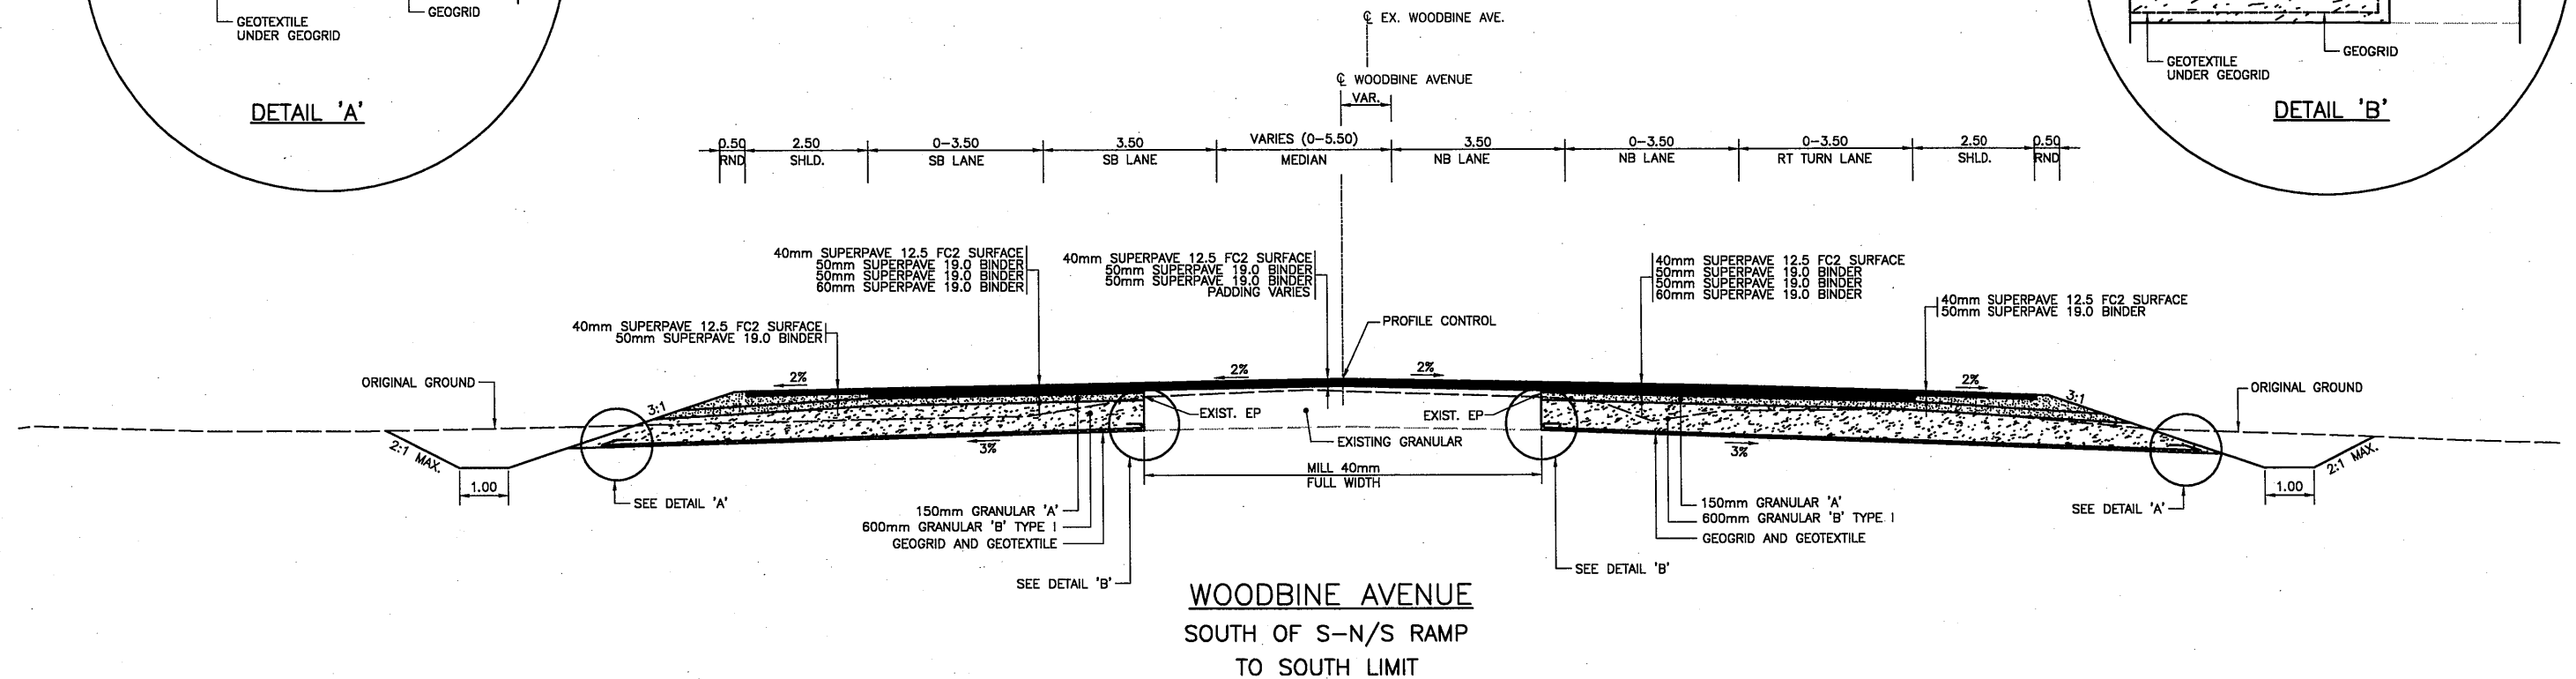 GEOTEXTILE
UNDER GEOGRID
GEOGRID
DETAIL 'A'
℄ EX. WOODBINE AVE.
℄ WOODBINE AVENUE
VAR.
GEOGRID
GEOTEXTILE
UNDER GEOGRID
DETAIL 'B'
0.50 2.50 0-3.50 3.50 VARIES (0-5.50) 3.50 0-3.50 0-3.50 2.50 0.50
RND SHLD. SB LANE SB LANE MEDIAN NB LANE NB LANE RT TURN LANE SHLD. RND
40mm SUPERPAVE 12.5 FC2 SURFACE
50mm SUPERPAVE 19.0 BINDER
50mm SUPERPAVE 19.0 BINDER
60mm SUPERPAVE 19.0 BINDER
40mm SUPERPAVE 12.5 FC2 SURFACE
50mm SUPERPAVE 19.0 BINDER
50mm SUPERPAVE 19.0 BINDER
PADDING VARIES
40mm SUPERPAVE 12.5 FC2 SURFACE
50mm SUPERPAVE 19.0 BINDER
50mm SUPERPAVE 19.0 BINDER
60mm SUPERPAVE 19.0 BINDER
40mm SUPERPAVE 12.5 FC2 SURFACE
50mm SUPERPAVE 19.0 BINDER
40mm SUPERPAVE 12.5 FC2 SURFACE
50mm SUPERPAVE 19.0 BINDER
PROFILE CONTROL
ORIGINAL GROUND
2%
2%
2%
2%
ORIGINAL GROUND
3:1
EXIST. EP
EXIST. EP
3:1
EXISTING GRANULAR
2:1 MAX.
3%
3%
2:1 MAX.
MILL 40mm
FULL WIDTH
1.00
1.00
SEE DETAIL 'A'
SEE DETAIL 'A'
150mm GRANULAR 'A'
600mm GRANULAR 'B' TYPE I
GEOGRID AND GEOTEXTILE
150mm GRANULAR 'A'
600mm GRANULAR 'B' TYPE I
GEOGRID AND GEOTEXTILE
SEE DETAIL 'B'
SEE DETAIL 'B'
WOODBINE AVENUE
SOUTH OF S-N/S RAMP
TO SOUTH LIMIT